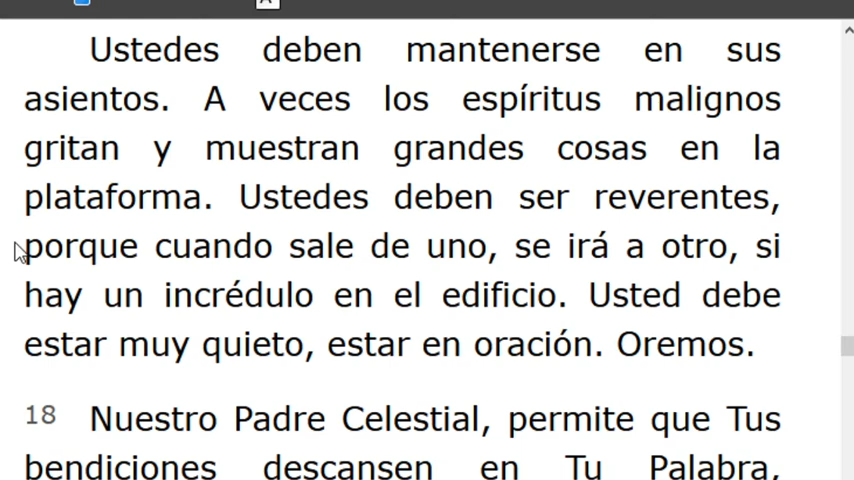 Ustedes deben mantenerse en sus
asientos. A veces los espíritus malignos
gritan y muestran grandes cosas en la
plataforma. Ustedes deben ser reverentes,
porque cuando sale de uno, se irá a otro, si
hay un incrédulo en el edificio. Usted debe
estar muy quieto, estar en oración. Oremos.
18 Nuestro Padre Celestial, permite que Tus
bendiciones descansen en Tu Palabra,